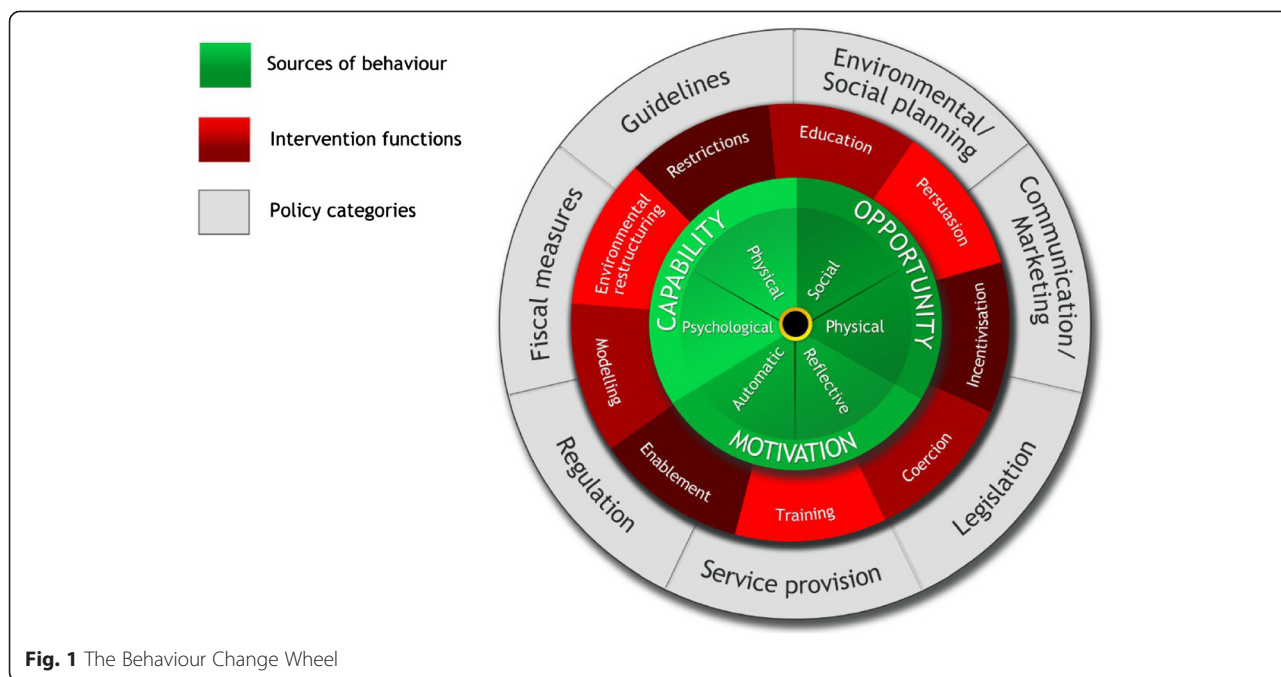 Sources of behaviour
Intervention functions
Policy categories
Guidelines
Environmental/
Social planning
Communication/
Marketing
Legislation
Service provision
Regulation
Fiscal measures
Restrictions
Education
Persuasion
Incentivisation
Coercion
Training
Enablement
Modelling
Environmental
restructuring
CAPABILITY
OPPORTUNITY
MOTIVATION
Physical
Social
Psychological
Physical
Automatic
Reflective
Fig. 1 The Behaviour Change Wheel